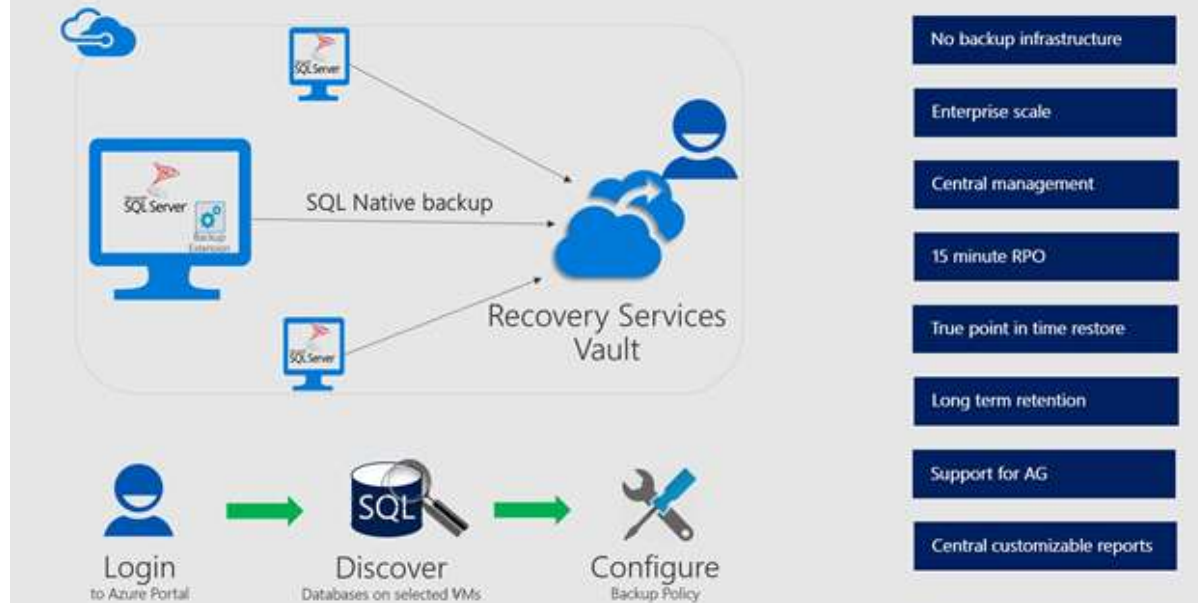 SQL Server
SQL Server
Backup
Extension
SQL Native backup
SQL Server
Recovery Services
Vault
SQL
Login
to Azure Portal
Discover
Databases on selected VMs
Configure
Backup Policy
No backup infrastructure
Enterprise scale
Central management
15 minute RPO
True point in time restore
Long term retention
Support for AG
Central customizable reports